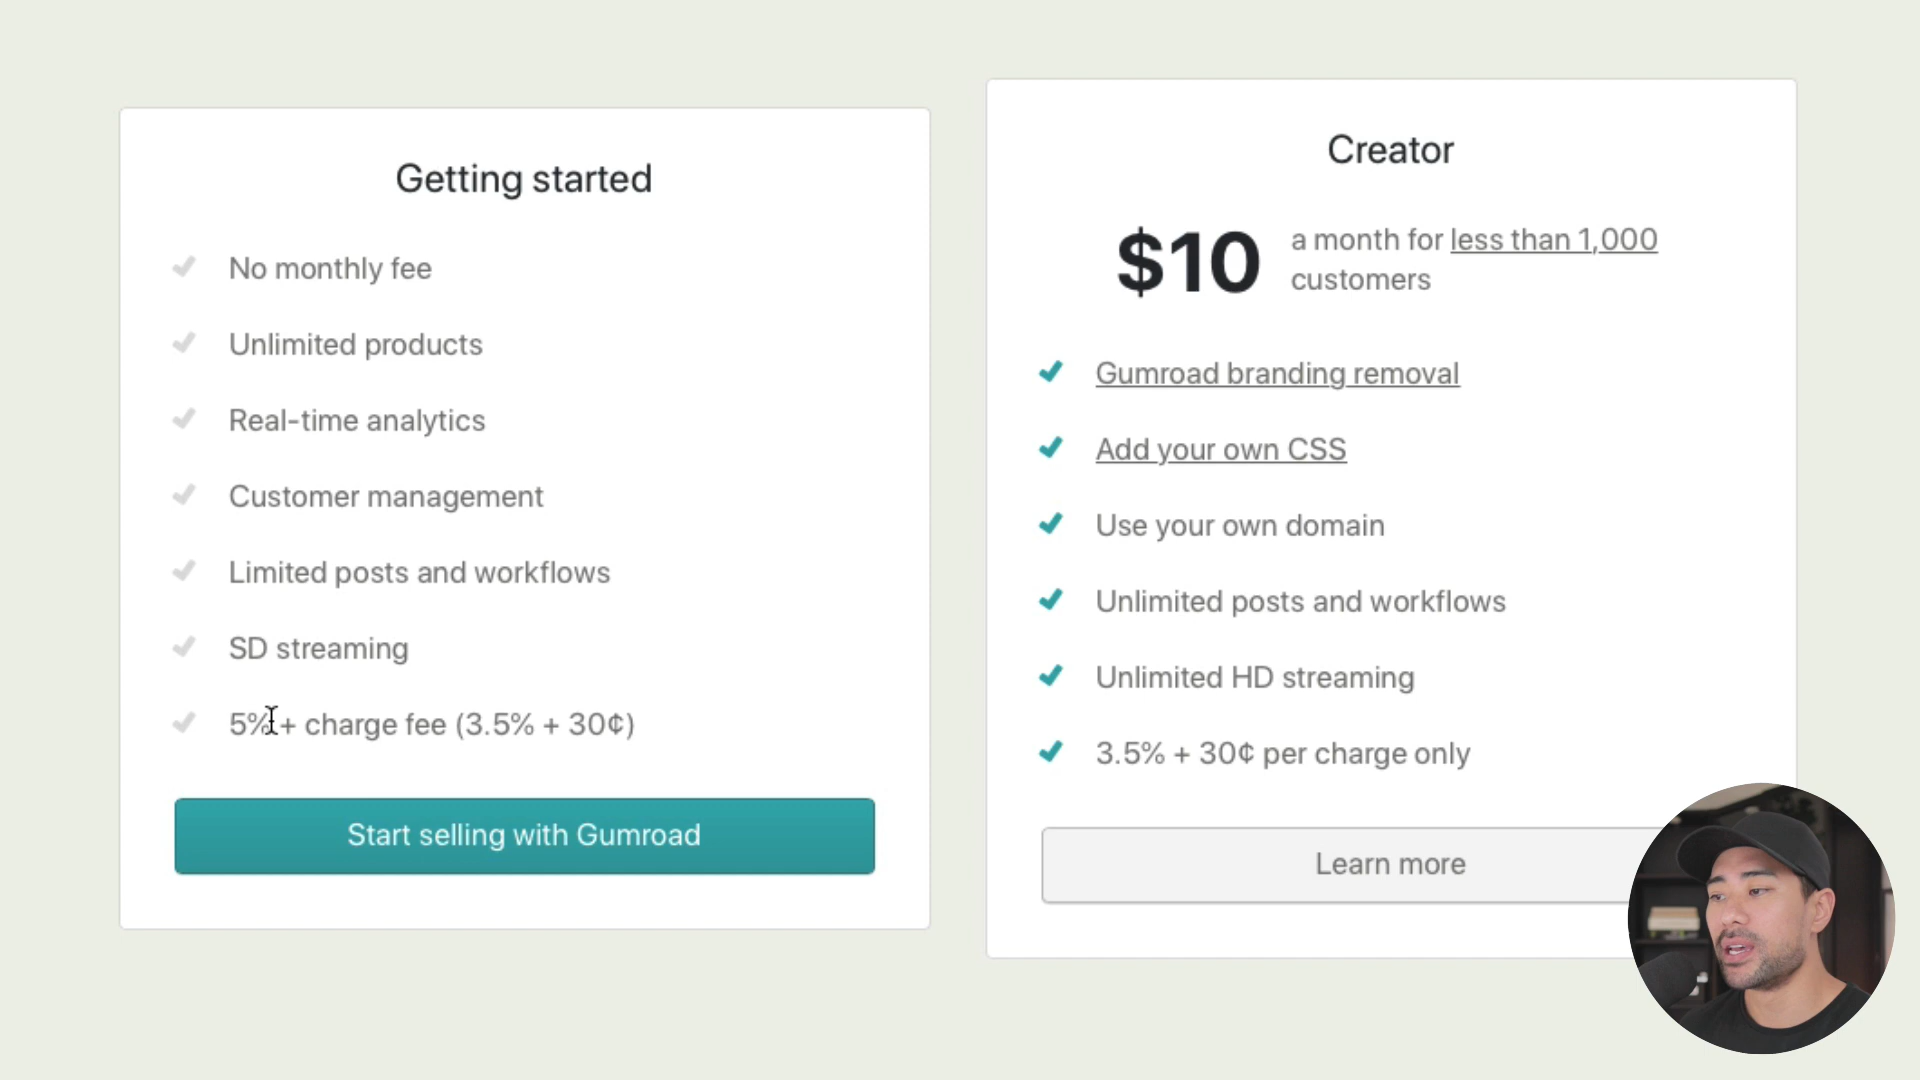 Getting started
No monthly fee
Unlimited products
Real-time analytics
Customer management
Limited posts and workflows
SD streaming
5% + charge fee (3.5% + 30¢)
Start selling with Gumroad
Creator
$10
a month for less than 1,000
customers
Gumroad branding removal
Add your own CSS
Use your own domain
Unlimited posts and workflows
Unlimited HD streaming
3.5% + 30¢ per charge only
Learn more